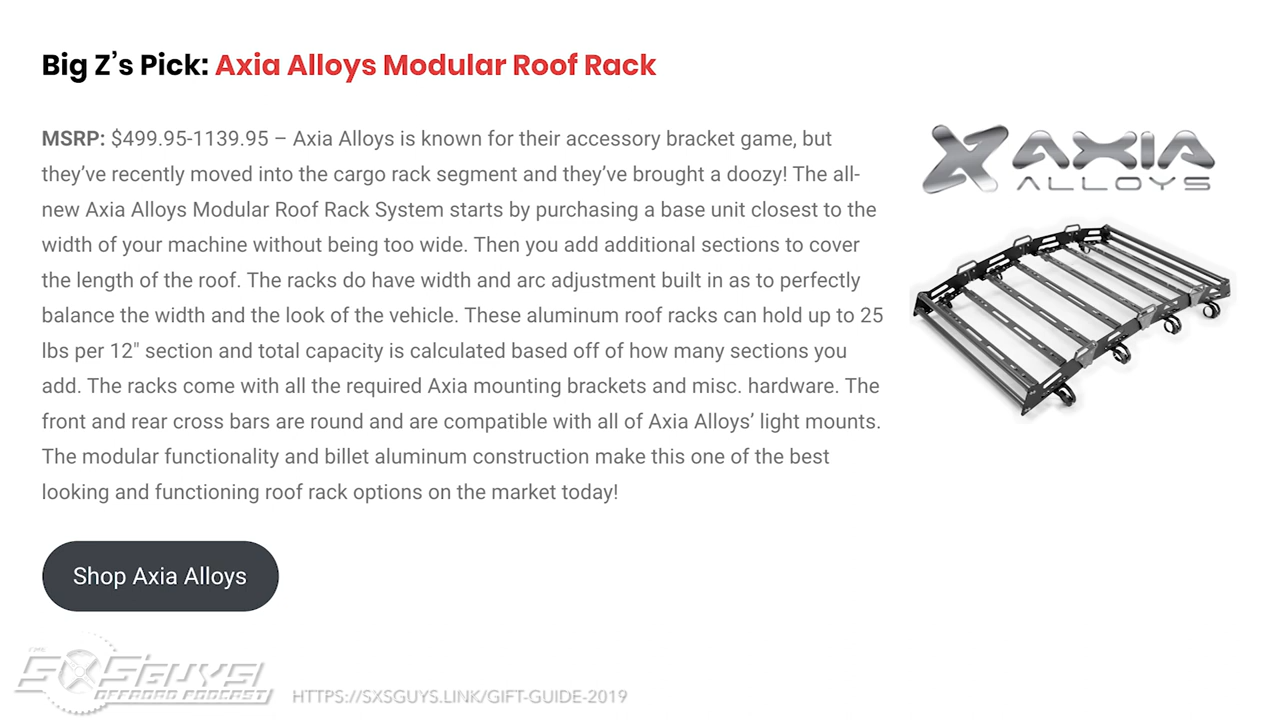 Big Z’s Pick: Axia Alloys Modular Roof Rack
MSRP: $499.95-1139.95 – Axia Alloys is known for their accessory bracket game, but
they’ve recently moved into the cargo rack segment and they’ve brought a doozy! The all-
new Axia Alloys Modular Roof Rack System starts by purchasing a base unit closest to the
width of your machine without being too wide. Then you add additional sections to cover
the length of the roof. The racks do have width and arc adjustment built in as to perfectly
balance the width and the look of the vehicle. These aluminum roof racks can hold up to 25
lbs per 12" section and total capacity is calculated based off of how many sections you
add. The racks come with all the required Axia mounting brackets and misc. hardware. The
front and rear cross bars are round and are compatible with all of Axia Alloys’ light mounts.
The modular functionality and billet aluminum construction make this one of the best
looking and functioning roof rack options on the market today!
AXIA
ALLOYS
Shop Axia Alloys
THE
SXSGUYS
OFFROAD PODCAST
HTTPS://SXSGUYS.LINK/GIFT-GUIDE-2019